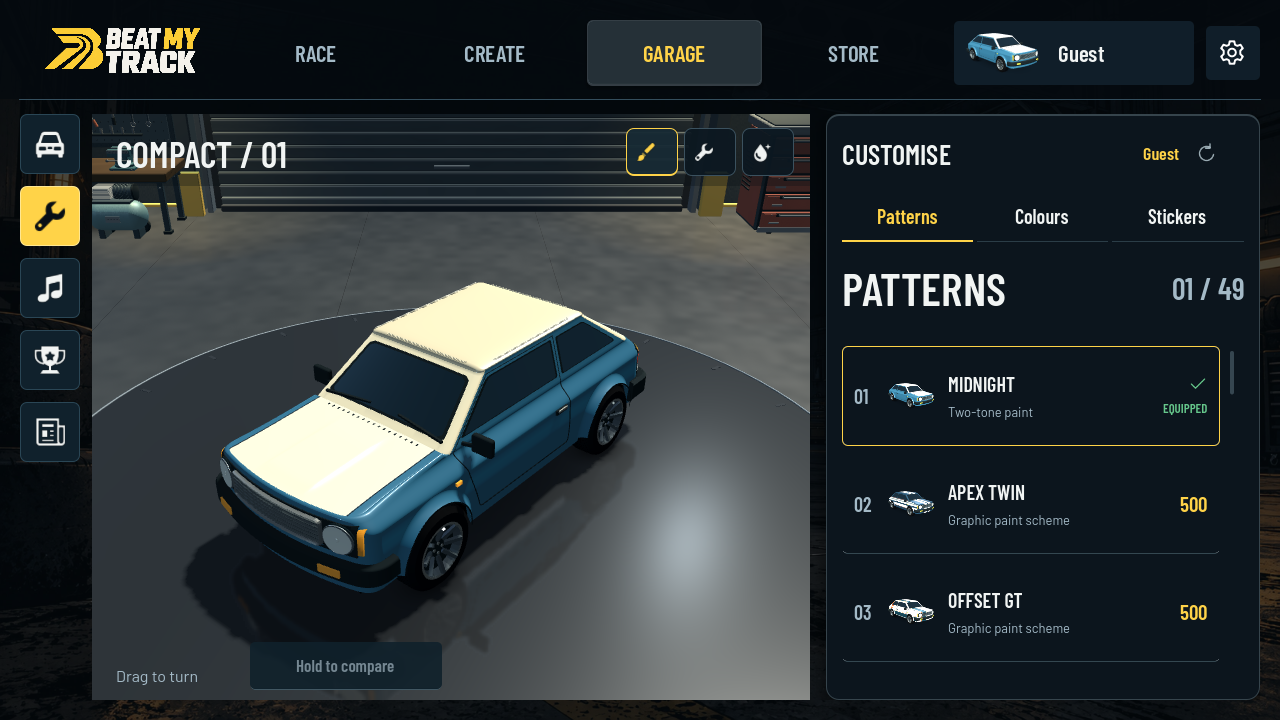 BEAT MY
TRACK
RACE
CREATE
GARAGE
STORE
Guest
COMPACT / 01
CUSTOMISE
Guest
Patterns
Colours
Stickers
PATTERNS
01 / 49
01
MIDNIGHT
Two-tone paint
EQUIPPED
02
APEX TWIN
Graphic paint scheme
500
03
OFFSET GT
Graphic paint scheme
500
Drag to turn
Hold to compare